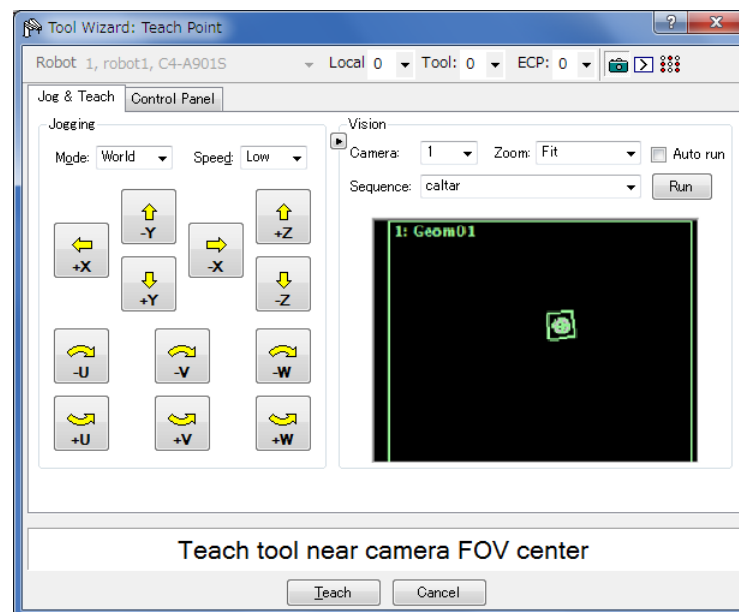 Tool Wizard: Teach Point
Robot 1, robot1, C4-A901S Local 0 Tool: 0 ECP: 0
Jog & Teach Control Panel
Jogging
Mode: World Speed: Low
+X
-Y
+Y
-X
+Z
-Z
-U
-V
-W
+U
+V
+W
Vision
Camera: 1 Zoom: Fit Auto run
Sequence: caltar Run
1: Geom01
Teach tool near camera FOV center
Teach Cancel